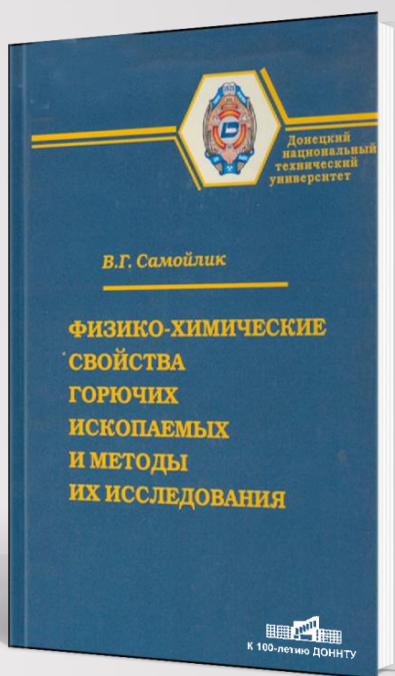 Донецкий
национальный
технический
университет
В.Г. Самойлик
ФИЗИКО-ХИМИЧЕСКИЕ
СВОЙСТВА
ГОРЮЧИХ
ИСКОПАЕМЫХ
И МЕТОДЫ
ИХ ИССЛЕДОВАНИЯ
К 100-летию ДОННТУ